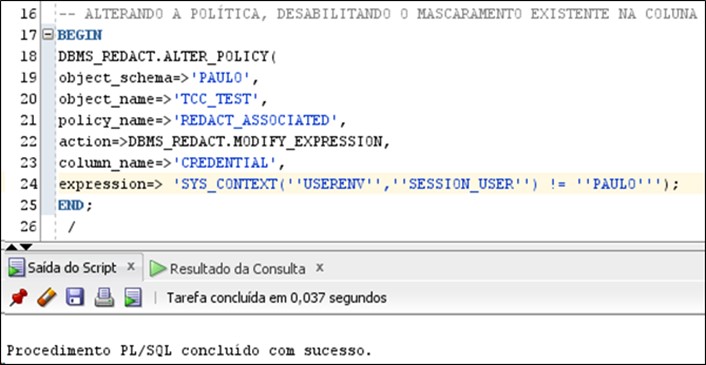 16 -- ALTERANDO A POLÍTICA, DESABILITANDO O MASCARAMENTO EXISTENTE NA COLUNA
17 BEGIN
18 DBMS_REDACT.ALTER_POLICY(
19 object_schema=>'PAULO',
20 object_name=>'TCC_TEST',
21 policy_name=>'REDACT_ASSOCIATED',
22 action=>DBMS_REDACT.MODIFY_EXPRESSION,
23 column_name=>'CREDENTIAL',
24 expression=> 'SYS_CONTEXT(''USERENV'',''SESSION_USER'') != ''PAULO''');
25 END;
26 /
Saída do Script x Resultado da Consulta x
Tarefa concluída em 0,037 segundos
Procedimento PL/SQL concluído com sucesso.